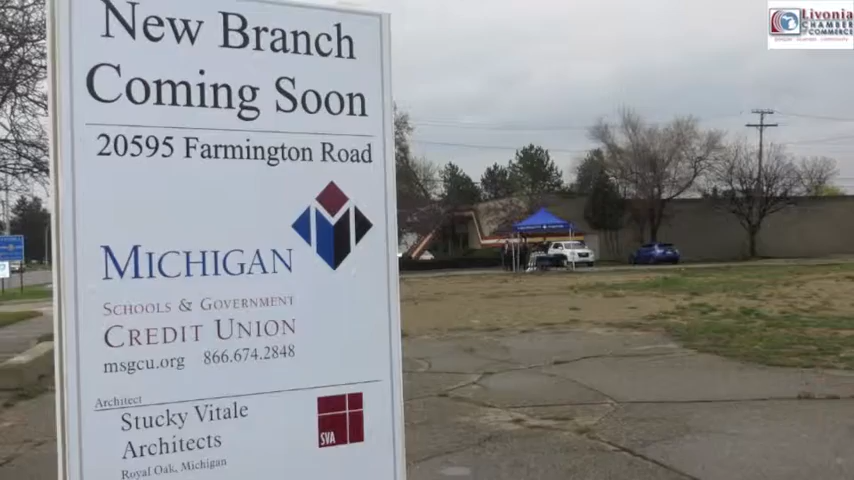 New Branch
Coming Soon
20595 Farmington Road
MICHIGAN
SCHOOLS & GOVERNMENT
CREDIT UNION
msgcu.org 866.674.2848
Architect
Stucky Vitale
Architects
Royal Oak, Michigan
SVA
Livonia
CHAMBER
OF COMMERCE